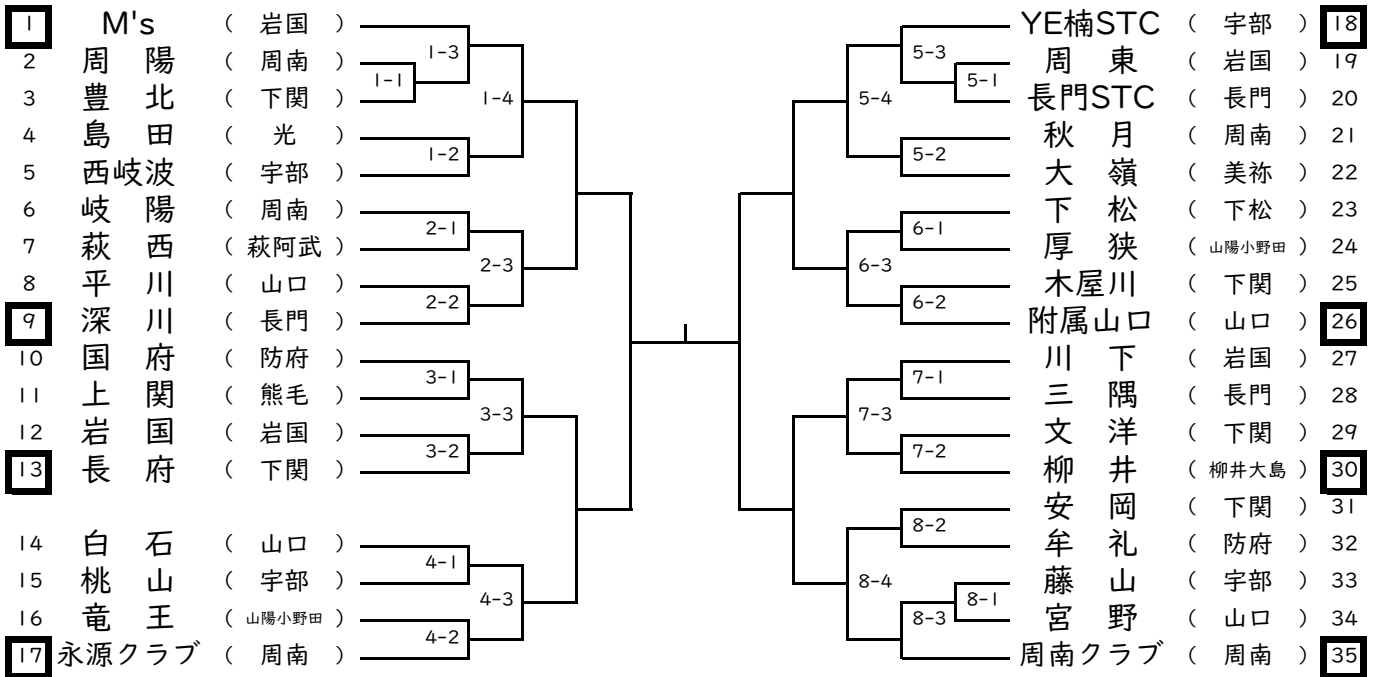 1 M's ( 岩国 )
2 周 陽 ( 周南 )
3 豊 北 ( 下関 )
4 島 田 ( 光 )
5 西岐波 ( 宇部 )
6 岐 陽 ( 周南 )
7 萩 西 ( 萩阿武 )
8 平 川 ( 山口 )
9 深 川 ( 長門 )
10 国 府 ( 防府 )
11 上 関 ( 熊毛 )
12 岩 国 ( 岩国 )
13 長 府 ( 下関 )
14 白 石 ( 山口 )
15 桃 山 ( 宇部 )
16 竜 王 ( 山陽小野田 )
17 永源クラブ ( 周南 )
1-3
1-1
1-4
1-2
2-1
2-3
2-2
3-1
3-3
3-2
4-1
4-3
4-2
5-3
5-1
5-4
5-2
6-1
6-3
6-2
7-1
7-3
7-2
8-2
8-4
8-1
8-3
YE楠STC ( 宇部 ) 18
周 東 ( 岩国 ) 19
長門STC ( 長門 ) 20
秋 月 ( 周南 ) 21
大 嶺 ( 美祢 ) 22
下 松 ( 下松 ) 23
厚 狭 ( 山陽小野田 ) 24
木屋川 ( 下関 ) 25
附属山口 ( 山口 ) 26
川 下 ( 岩国 ) 27
三 隅 ( 長門 ) 28
文 洋 ( 下関 ) 29
柳 井 ( 柳井大島 ) 30
安 岡 ( 下関 ) 31
牟 礼 ( 防府 ) 32
藤 山 ( 宇部 ) 33
宮 野 ( 山口 ) 34
周南クラブ ( 周南 ) 35